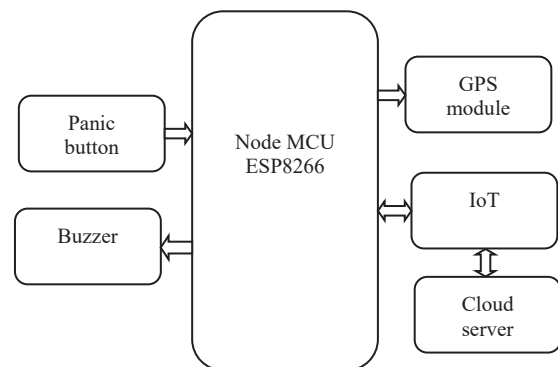 Panic
button
Buzzer
Node MCU
ESP8266
GPS
module
IoT
Cloud
server